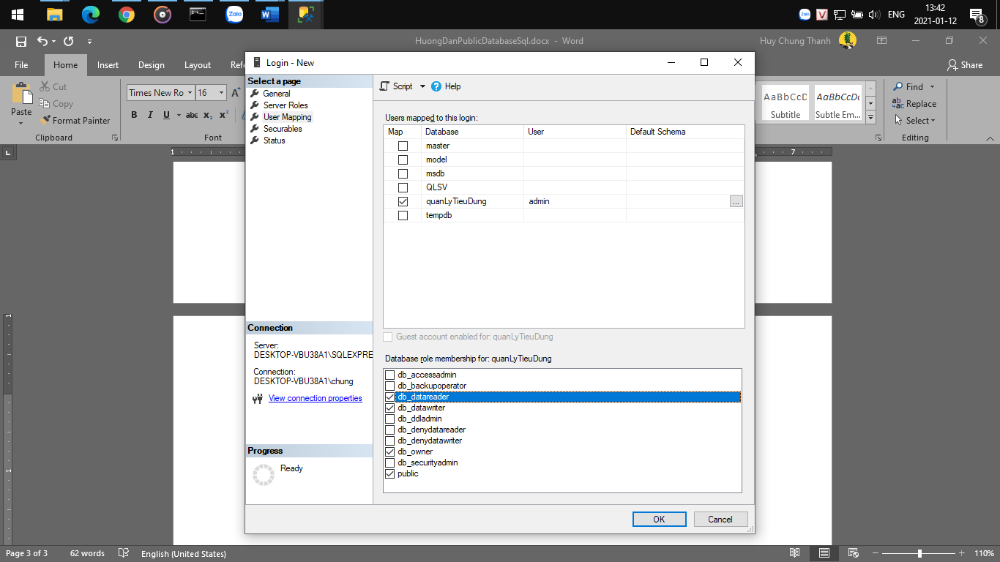 Zalo
Zalo
V
ENG
13:42
2021-01-12
8
HuongDanPublicDatabaseSql.docx - Word
Huy Chung Thanh
File
Home
Insert
Design
Layout
Share
Paste
Cut
Copy
Format Painter
Clipboard
Times New Ro
16
A
B I U abc x₂ x²
Font
AaBbCcD
Subtitle
AaBbCcDc
Subtle Em...
Find
Replace
Select
Editing
1
7
Login - New
Select a page
General
Server Roles
User Mapping
Securables
Status
Script
Help
Users mapped to this login:
Map Database User Default Schema
master
model
msdb
QLSV
quanLyTieuDung admin ...
tempdb
Guest account enabled for: quanLyTieuDung
Database role membership for: quanLyTieuDung
db_accessadmin
db_backupoperator
db_datareader
db_datawriter
db_ddladmin
db_denydatareader
db_denydatawriter
db_owner
db_securityadmin
public
Connection
Server:
DESKTOP-VBU38A1\SQLEXPRE
Connection:
DESKTOP-VBU38A1\chung
View connection properties
Progress
Ready
OK
Cancel
1
1
Page 3 of 3
62 words
English (United States)
110%